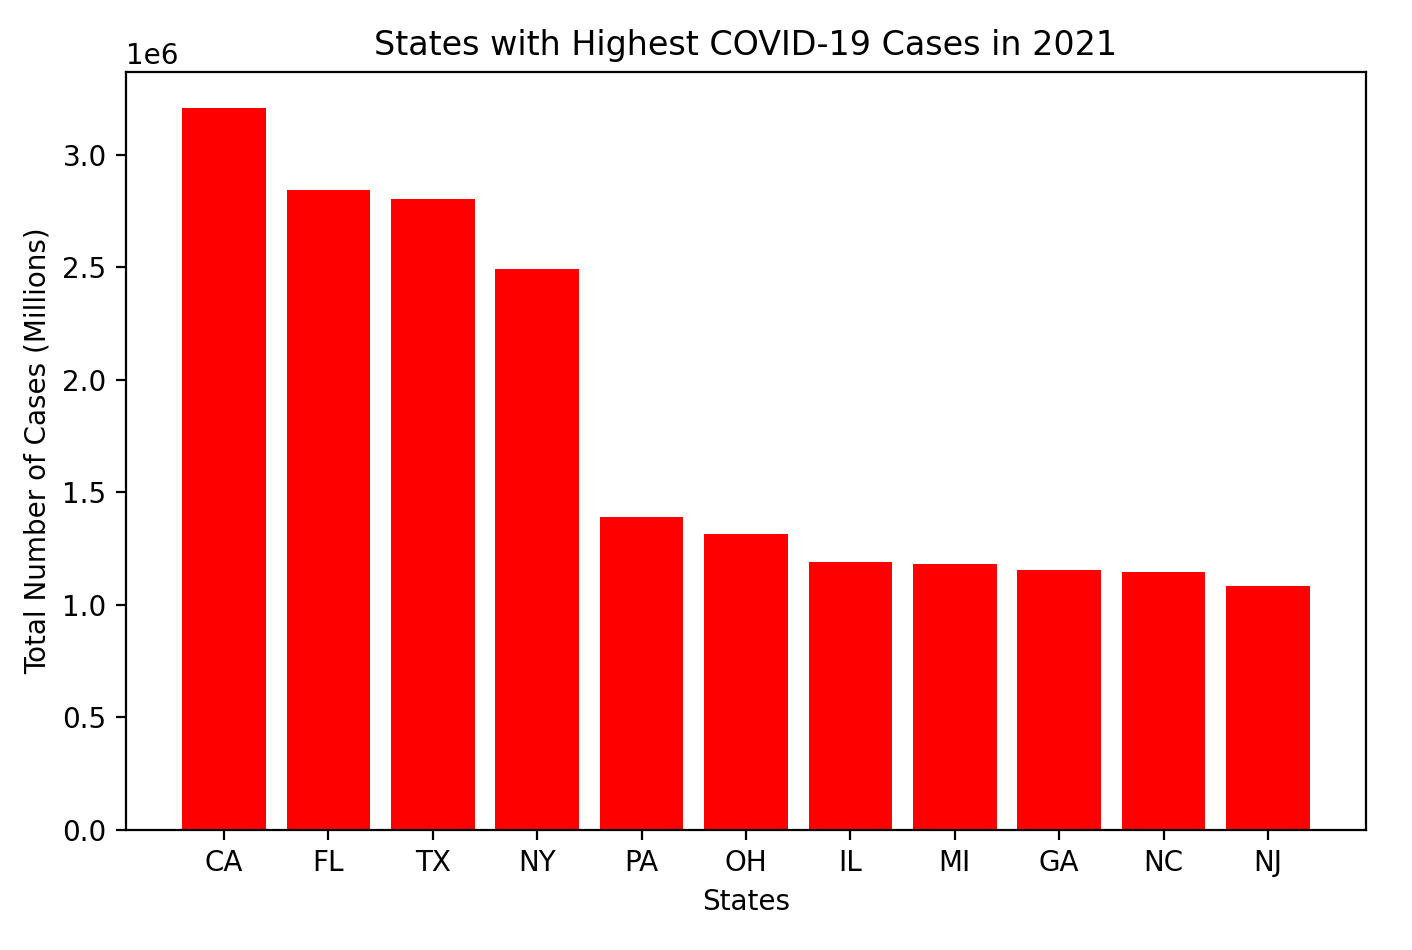 States with Highest COVID-19 Cases in 2021
1e6
Total Number of Cases (Millions)
3.0
2.5
2.0
1.5
1.0
0.5
0.0
CA FL TX NY PA OH IL MI GA NC NJ
States